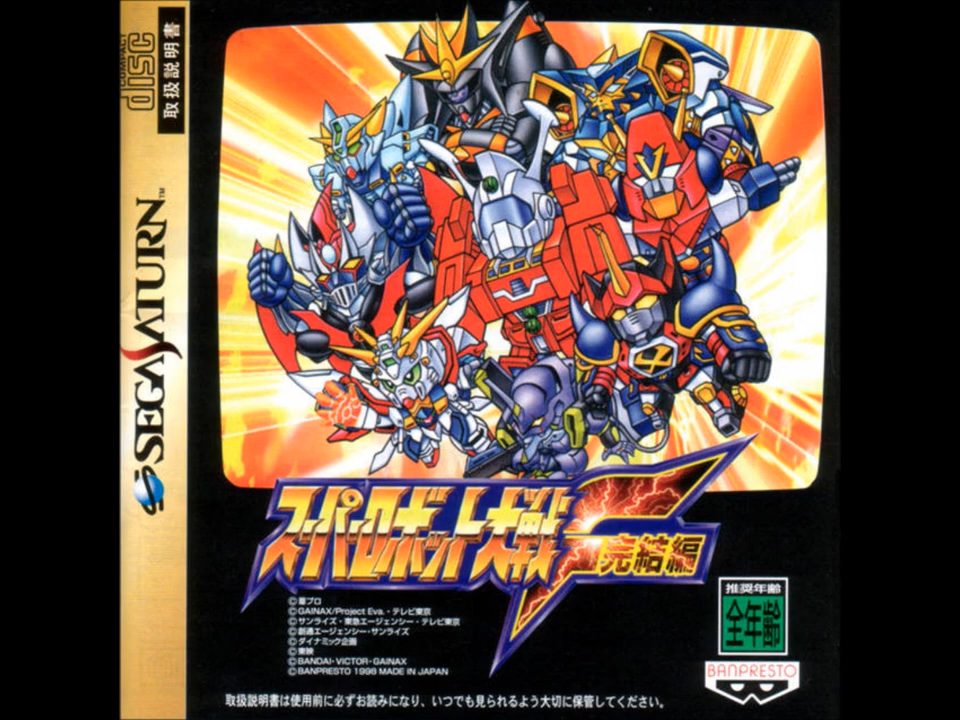 COMPACT
disc
取扱説明書
SEGA SATURN™
スーパーロボット大戦F
完結編
©寛プロ
©GAINAX/Project Eva.・テレビ東京
©サンライズ・東急エージェンシー・テレビ東京
©創通エージェンシー・サンライズ
©ダイナミック企画
©東映
©BANDAI・VICTOR・GAINAX
©BANPRESTO 1998 MADE IN JAPAN
推奨年齢
全年齢
BANPRESTO
取扱説明書は使用前に必ずお読みになり、いつでも見られるよう大切に保管してください。